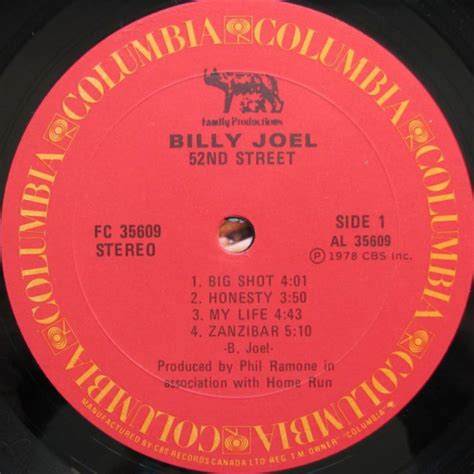 COLUMBIA COLUMBIA COLUMBIA COLUMBIA COLUMBIA COLUMBIA
Family Productions
BILLY JOEL
52ND STREET
FC 35609
STEREO
SIDE 1
AL 35609
Ⓟ 1978 CBS Inc.
1. BIG SHOT 4:01
2. HONESTY 3:50
3. MY LIFE 4:43
4. ZANZIBAR 5:10
-B. Joel-
Produced by Phil Ramone in
association with Home Run
MANUFACTURED BY CBS RECORDS CANADA LTD-REG. T.M. OWNER "COLUMBIA"